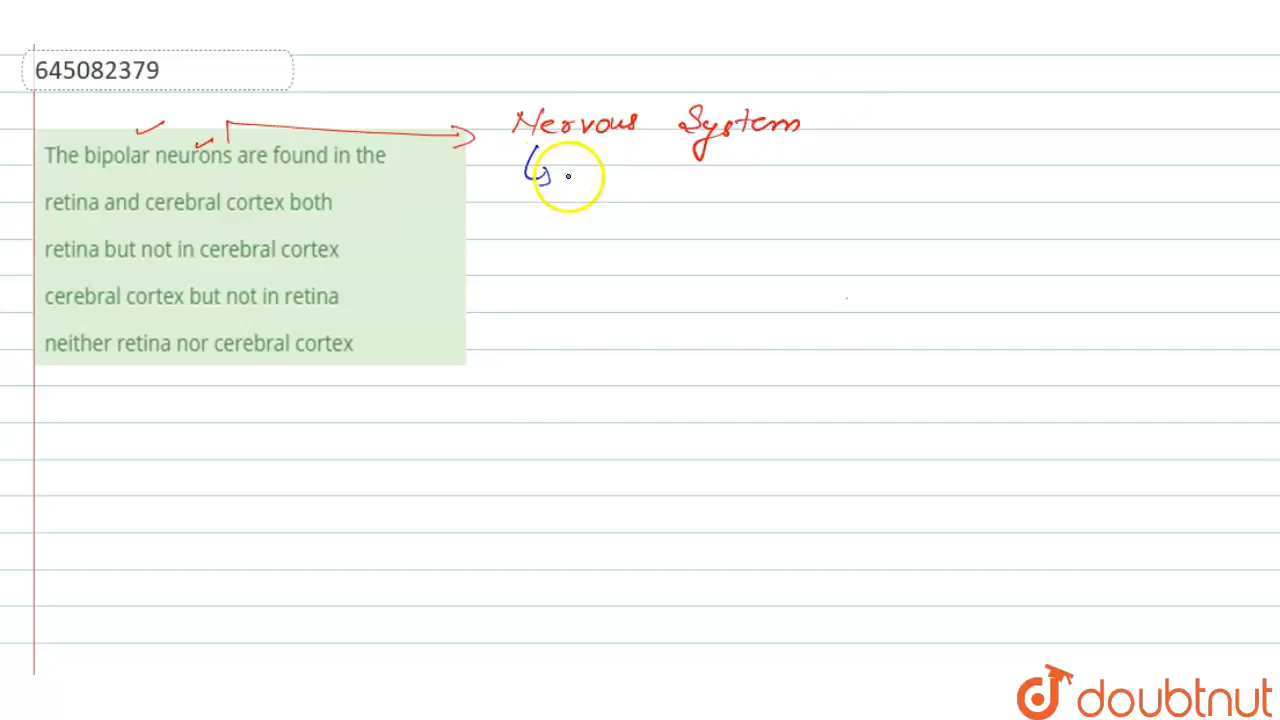 645082379
Nervous System
The bipolar neurons are found in the
retina and cerebral cortex both
retina but not in cerebral cortex
cerebral cortex but not in retina
neither retina nor cerebral cortex
doubtnut